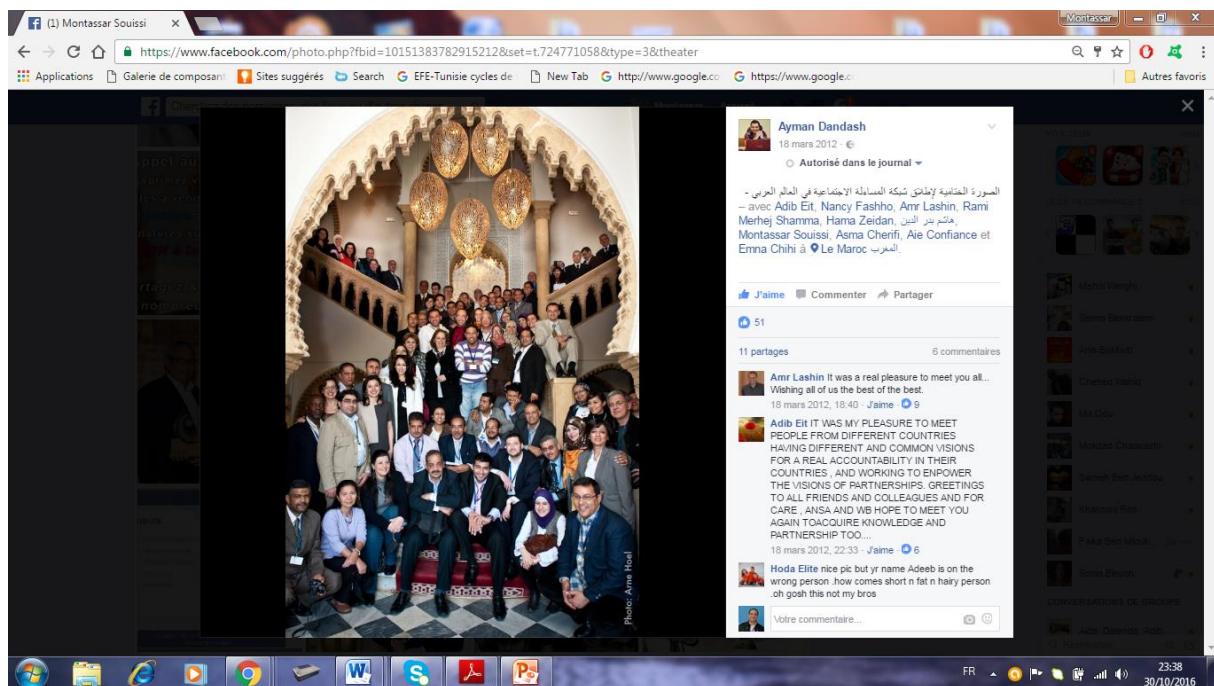 (1) Montassar Souissi
Montassar
https://www.facebook.com/photo.php?fbid=10151383782915212&set=t.724771058&type=3&theater
Applications
Galerie de composant
Sites suggérés
Search
EFE-Tunisie cycles de
New Tab
http://www.google.co
https://www.google.c
Autres favoris
Ayman Dandash
18 mars 2012
Autorisé dans le journal
الصورة الختامية لإطلاق شبكة المساءلة الاجتماعية في العالم العربي -
– avec Adib Eit, Nancy Fashho, Amr Lashin, Rami
Merhej Shamma, Hama Zeidan, هاشم بدر الدين,
Montassar Souissi, Asma Cherifi, Aie Confiance et
Emna Chihi à Le Maroc المغرب.
J'aime Commenter Partager
51
11 partages
6 commentaires
Amr Lashin It was a real pleasure to meet you all...
Wishing all of us the best of the best.
18 mars 2012, 18:40 · J'aime · 9
Adib Eit IT WAS MY PLEASURE TO MEET
PEOPLE FROM DIFFERENT COUNTRIES
HAVING DIFFERENT AND COMMON VISIONS
FOR A REAL ACCOUNTABILITY IN THEIR
COUNTRIES , AND WORKING TO ENPOWER
THE VISIONS OF PARTNERSHIPS. GREETINGS
TO ALL FRIENDS AND COLLEAGUES AND FOR
CARE , ANSA AND WB HOPE TO MEET YOU
AGAIN TOACQUIRE KNOWLEDGE AND
PARTNERSHIP TOO....
18 mars 2012, 22:33 · J'aime · 6
Hoda Elite nice pic but yr name Adeeb is on the
wrong person .how comes short n fat n hairy person
.oh gosh this not my bros
Votre commentaire...
Photo: Arne Hoel
CONVERSATIONS DE GROUPE
FR
23:38
30/10/2016